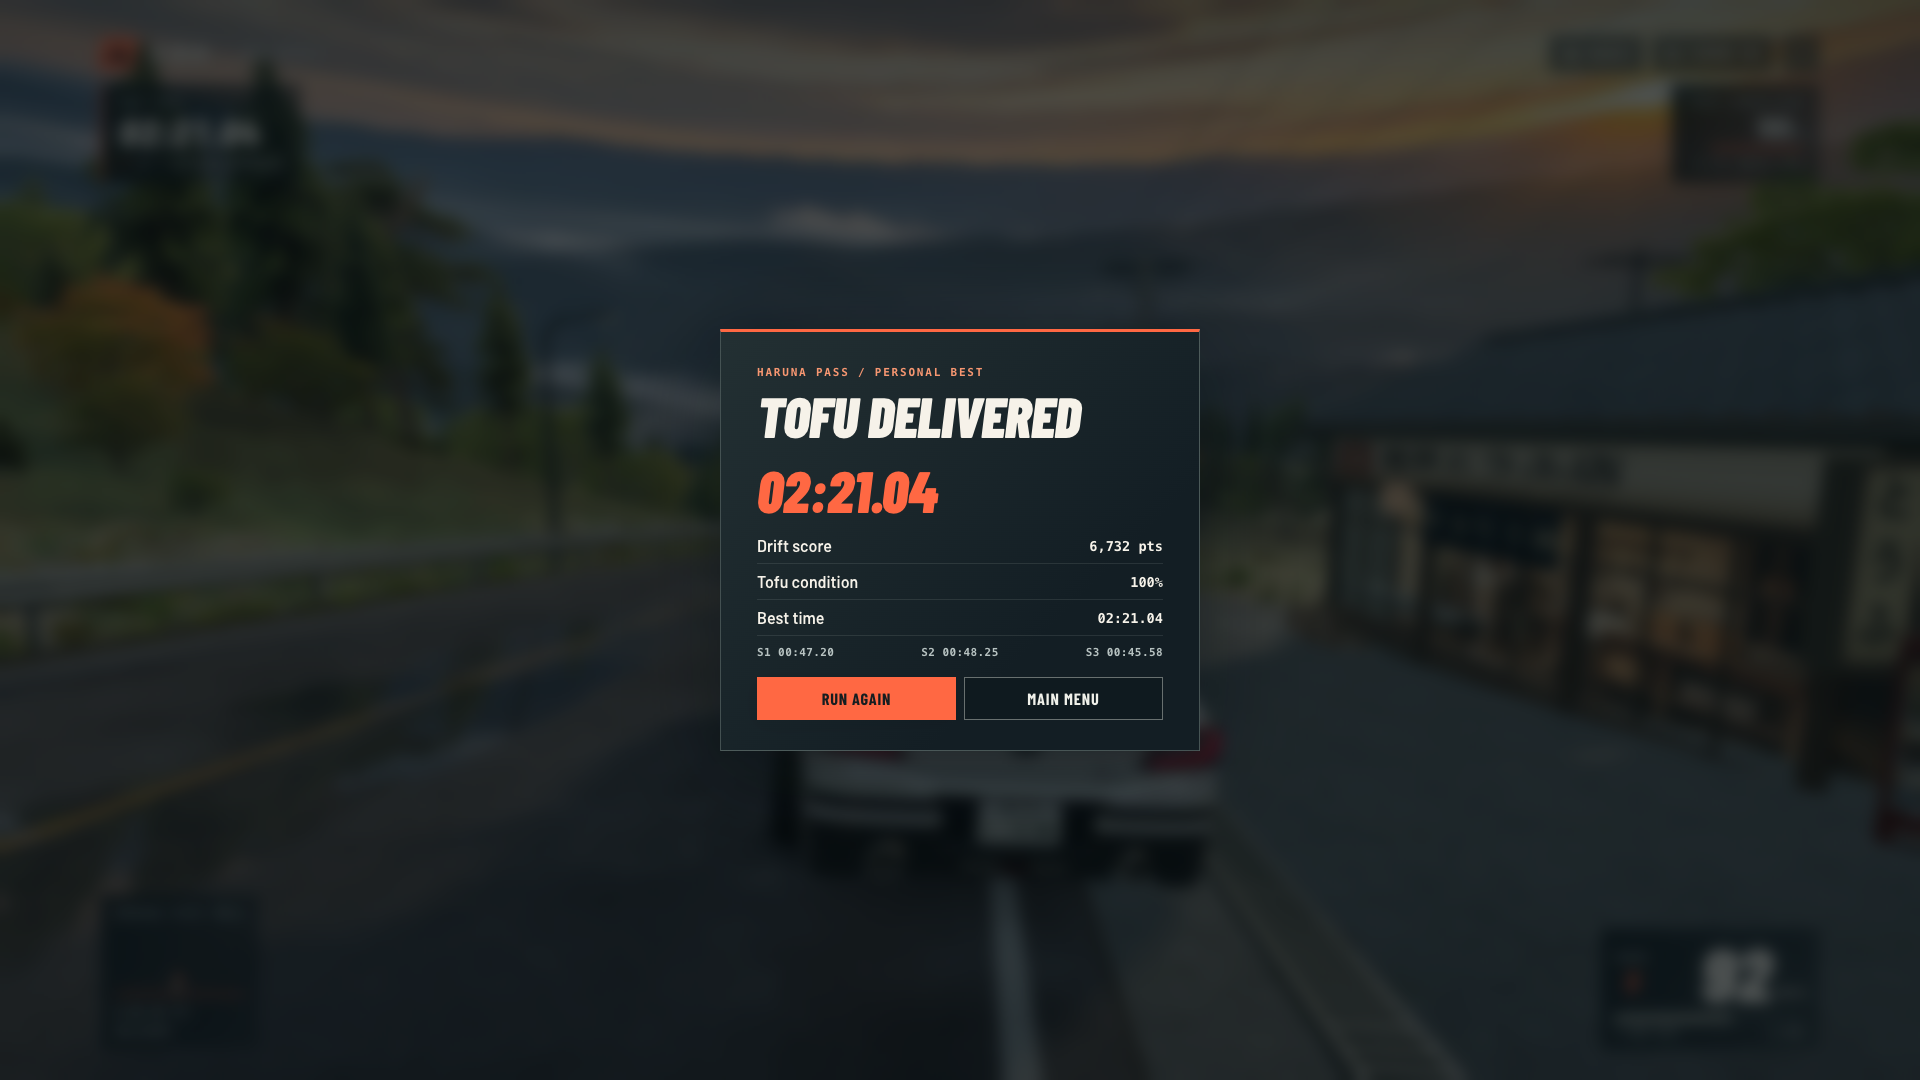 HARUNA PASS / PERSONAL BEST
TOFU DELIVERED
02:21.04
Drift score 6,732 pts
Tofu condition 100%
Best time 02:21.04
S1 00:47.20 S2 00:48.25 S3 00:45.58
RUN AGAIN MAIN MENU